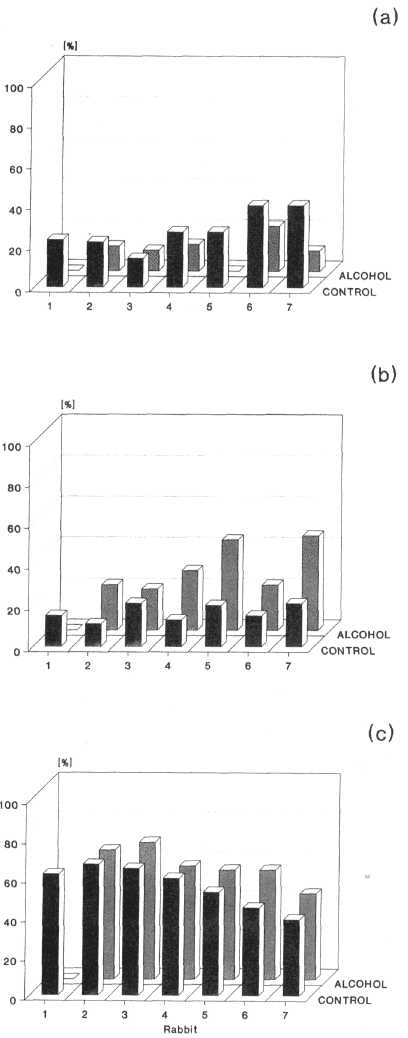 (a)
[%]
100
80
60
40
20
0
1 2 3 4 5 6 7
ALCOHOL
CONTROL
(b)
[%]
100
80
60
40
20
0
1 2 3 4 5 6 7
ALCOHOL
CONTROL
(c)
[%]
100
80
60
40
20
0
1 2 3 4 5 6 7
ALCOHOL
CONTROL
Rabbit